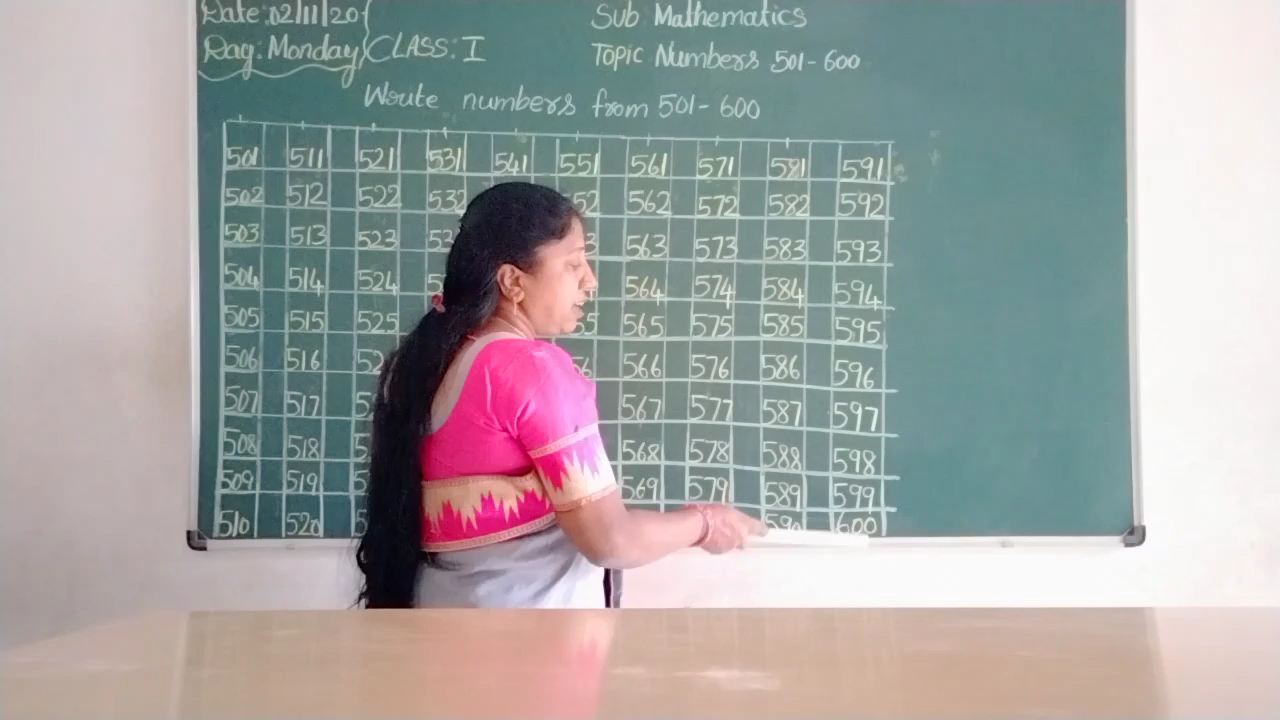 Date:02/11/20
Sub Mathematics
Day: Monday CLASS: I
Topic Numbers 501-600
Write numbers from 501-600
501 511 521 531 541 551 561 571 581 591
502 512 522 532 562 572 582 592
503 513 523 563 573 583 593
504 514 524 564 574 584 594
505 515 525 565 575 585 595
506 516 566 576 586 596
507 517 567 577 587 597
508 518 568 578 588 598
509 519 569 579 589 599
510 520 590 600